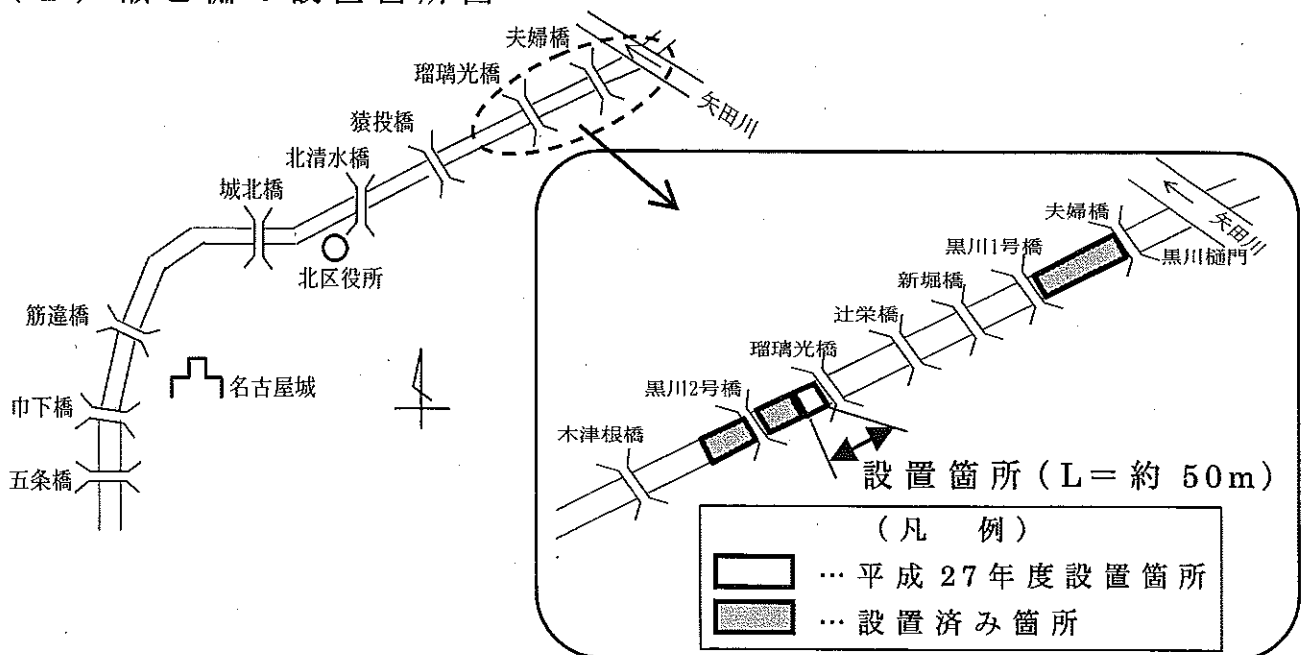 夫婦橋
瑠璃光橋
矢田川
猿投橋
北清水橋
城北橋
北区役所
筋違橋
名古屋城
巾下橋
五条橋
夫婦橋
矢田川
黒川1号橋
黒川樋門
新堀橋
辻栄橋
瑠璃光橋
黒川2号橋
木津根橋
設置箇所(L=約 50m)
(凡 例)
…平成27年度設置箇所
…設置済み箇所